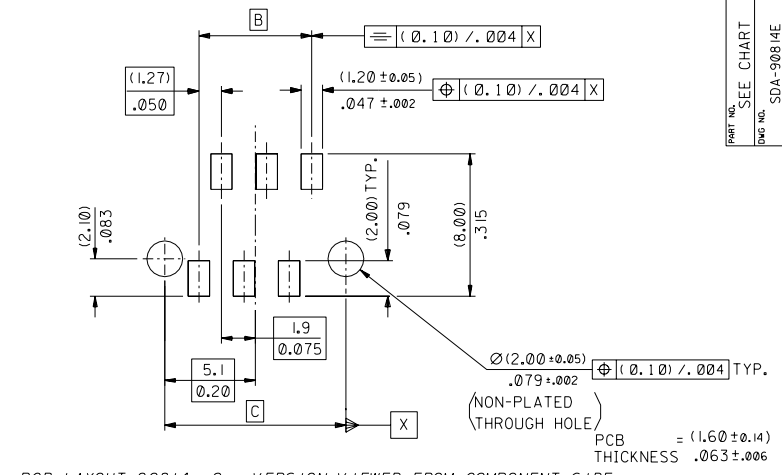 B
⌯ (0.10)/.004 X
(1.27)
.050
(1.20 ±0.05)
.047 ±.002
⌖ (0.10)/.004 X
PART NO.
SEE CHART
DWG NO.
SDA-90814E
(2.10)
.083
(2.00) TYP.
.079
(8.00)
.315
1.9
0.075
5.1
0.20
C
X
Ø(2.00 ±0.05)
.079 ±.002
⌖ (0.10)/.004 TYP.
(NON-PLATED
THROUGH HOLE)
PCB = (1.60 ±0.14)
THICKNESS .063 ±.006